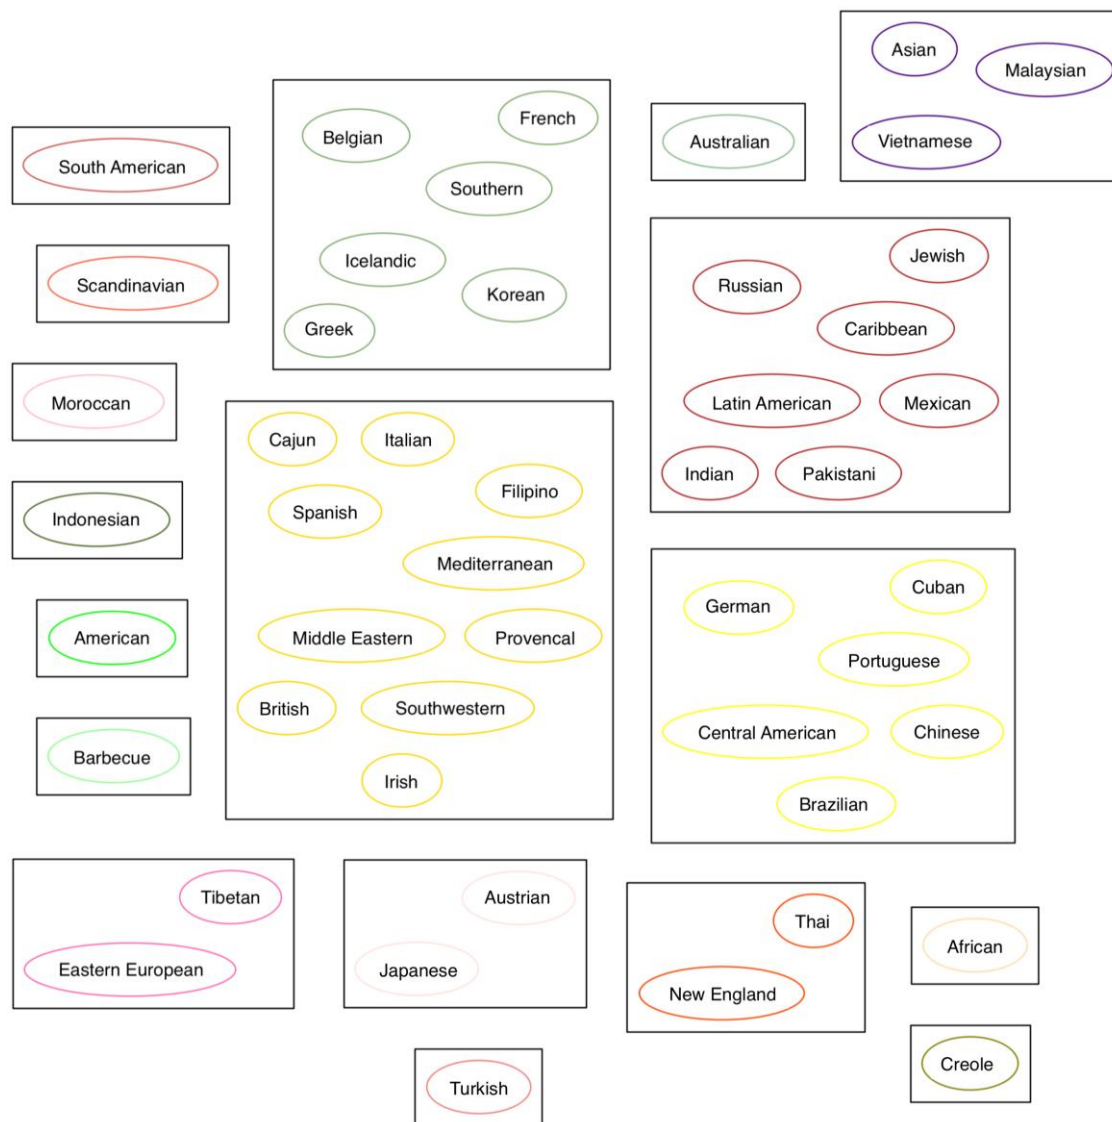 Asian
Malaysian
Vietnamese
Australian
French
Belgian
Southern
Icelandic
Korean
Greek
South American
Scandinavian
Moroccan
Indonesian
American
Barbecue
Cajun
Italian
Filipino
Spanish
Mediterranean
Middle Eastern
Provencal
British
Southwestern
Irish
Jewish
Russian
Caribbean
Latin American
Mexican
Indian
Pakistani
Cuban
German
Portuguese
Central American
Chinese
Brazilian
Tibetan
Eastern European
Austrian
Japanese
Thai
New England
African
Creole
Turkish